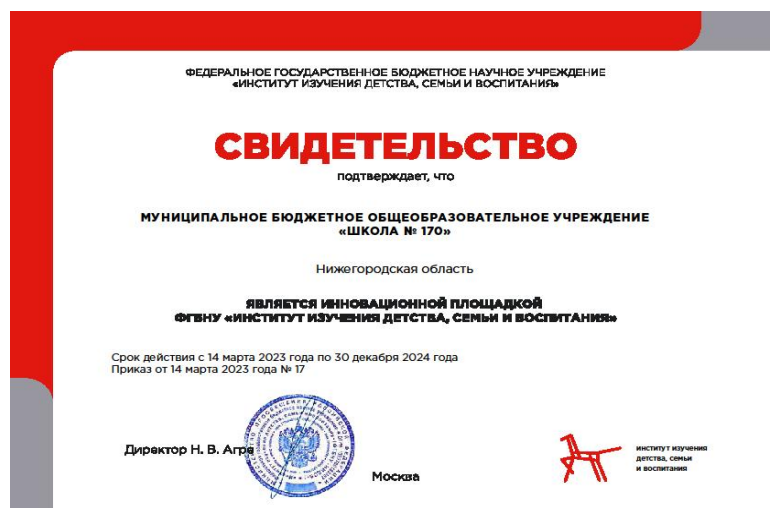 ФЕДЕРАЛЬНОЕ ГОСУДАРСТВЕННОЕ БЮДЖЕТНОЕ НАУЧНОЕ УЧРЕЖДЕНИЕ
«ИНСТИТУТ ИЗУЧЕНИЯ ДЕТСТВА, СЕМЬИ И ВОСПИТАНИЯ»
СВИДЕТЕЛЬСТВО
подтверждает, что
МУНИЦИПАЛЬНОЕ БЮДЖЕТНОЕ ОБЩЕОБРАЗОВАТЕЛЬНОЕ УЧРЕЖДЕНИЕ
«ШКОЛА № 170»
Нижегородская область
ЯВЛЯЕТСЯ ИННОВАЦИОННОЙ ПЛОЩАДКОЙ
ФГБНУ «ИНСТИТУТ ИЗУЧЕНИЯ ДЕТСТВА, СЕМЬИ И ВОСПИТАНИЯ»
Срок действия с 14 марта 2023 года по 30 декабря 2024 года
Приказ от 14 марта 2023 года № 17
Директор Н. В. Агре
Москва
институт изучения
детства, семьи
и воспитания